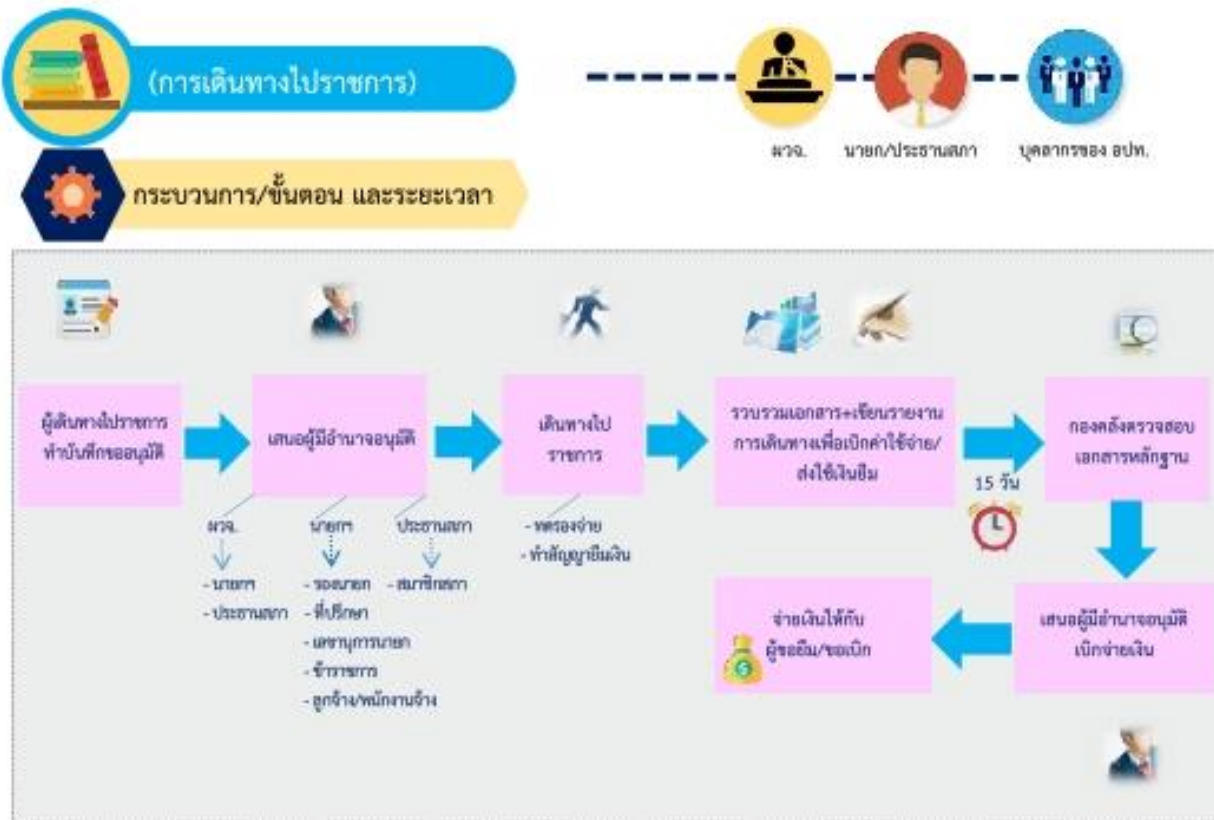 (การเดินทางไปราชการ)
ผวจ.
นายก/ประธานสภา
บุคลากรของ อปท.
กระบวนการ/ขั้นตอน และระยะเวลา
ผู้เดินทางไปราชการ
ทำบันทึกขออนุมัติ
เสนอผู้มีอำนาจอนุมัติ
ผวจ.
- นายกฯ
- ประธานสภา
นายกฯ
- รองนายก
- ที่ปรึกษา
- เลขานุการนายก
- ข้าราชการ
- ลูกจ้าง/พนักงานจ้าง
ประธานสภา
- สมาชิกสภา
เดินทางไป
ราชการ
- ทดรองจ่าย
- ทำสัญญายืมเงิน
รวบรวมเอกสาร+เขียนรายงาน
การเดินทางเพื่อเบิกค่าใช้จ่าย/
ส่งใช้เงินยืม
15 วัน
กองคลังตรวจสอบ
เอกสารหลักฐาน
เสนอผู้มีอำนาจอนุมัติ
เบิกจ่ายเงิน
จ่ายเงินให้กับ
ผู้ขอยืม/ขอเบิก